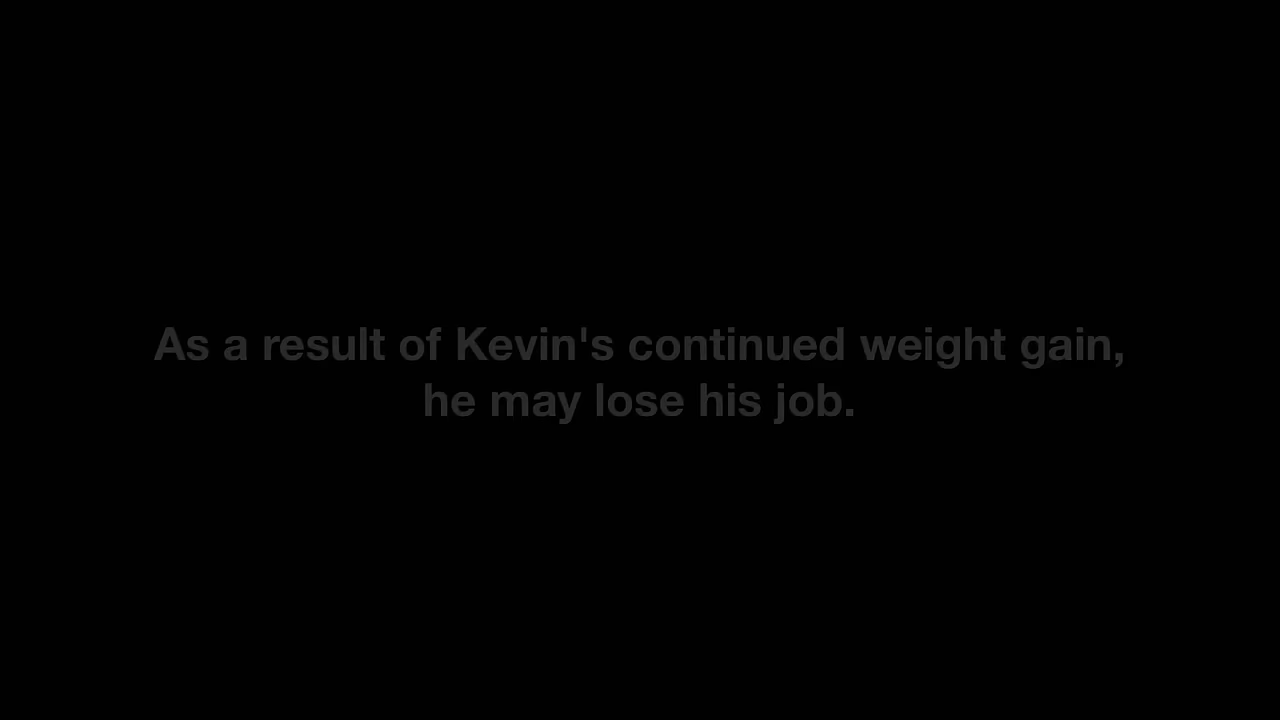 As a result of Kevin's continued weight gain,
he may lose his job.